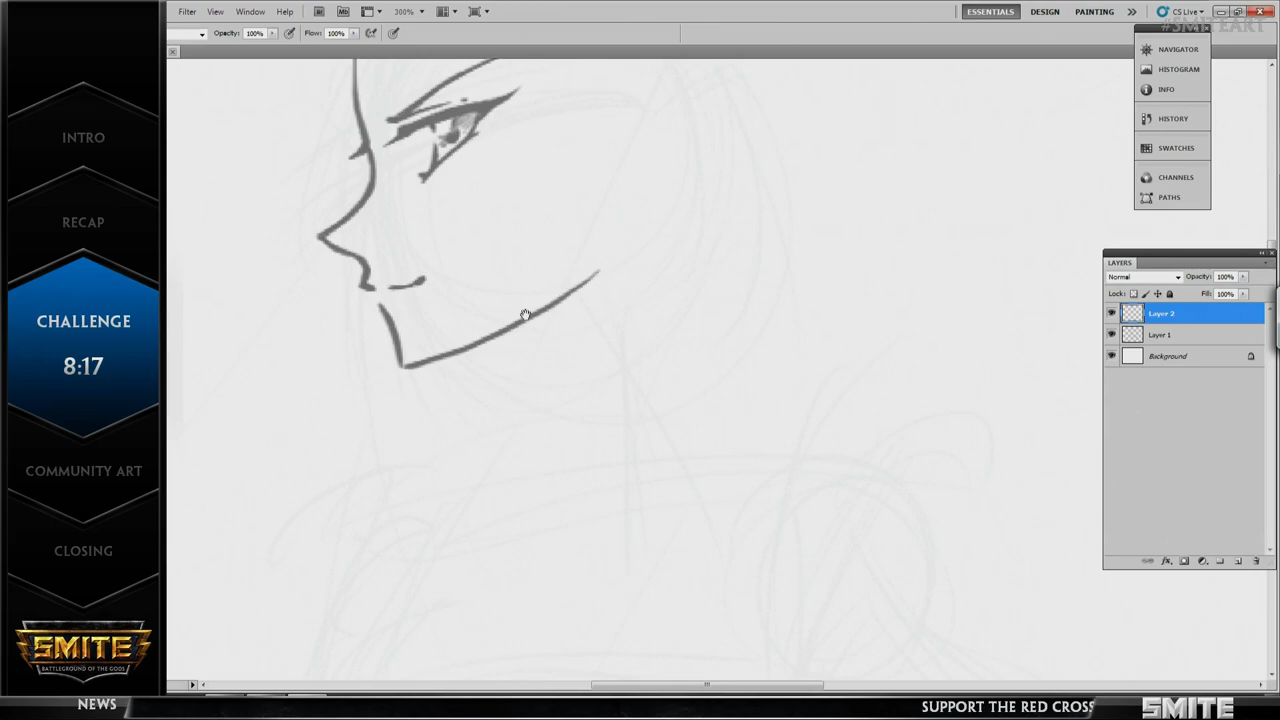 Filter View Window Help 300% ESSENTIALS DESIGN PAINTING CS Live
#SMITEART
Opacity: 100% Flow: 100%
NAVIGATOR
HISTOGRAM
INFO
HISTORY
SWATCHES
CHANNELS
PATHS
INTRO
RECAP
CHALLENGE
8:17
COMMUNITY ART
CLOSING
LAYERS
Normal Opacity: 100%
Lock: Fill: 100%
Layer 2
Layer 1
Background
SMITE
BATTLEGROUND OF THE GODS
NEWS SUPPORT THE RED CROSS SMITE